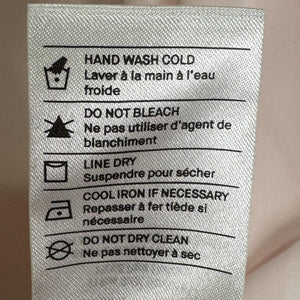 HAND WASH COLD
Laver à la main à l'eau
froide
DO NOT BLEACH
Ne pas utiliser d'agent de
blanchiment
LINE DRY
Suspendre pour sécher
COOL IRON IF NECESSARY
Repasser à fer tiède si
nécessaire
DO NOT DRY CLEAN
Ne pas nettoyer à sec